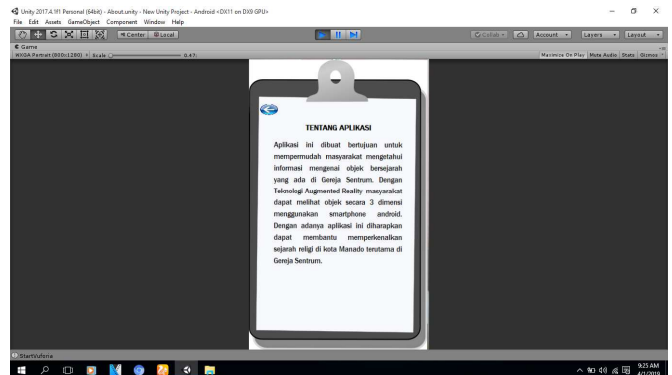 Unity 2017.4.1f1 Personal (64bit) - About.unity - New Unity Project - Android <DX11 on DX9 GPU>
File Edit Assets GameObject Component Window Help
Center Local Collab Account Layers Layout
Game
WXGA Portrait (800x1280) Scale 0.47: Maximize On Play Mute Audio Stats Gizmos
TENTANG APLIKASI
Aplikasi ini dibuat bertujuan untuk
mempermudah masyarakat mengetahui
informasi mengenai objek bersejarah
yang ada di Gereja Sentrum. Dengan
Teknologi Augmented Reality masyarakat
dapat melihat objek secara 3 dimensi
menggunakan smartphone android.
Dengan adanya aplikasi ini diharapkan
dapat membantu memperkenalkan
sejarah religi di kota Manado terutama di
Gereja Sentrum.
StartVuforia
9:25 AM
4/1/2019